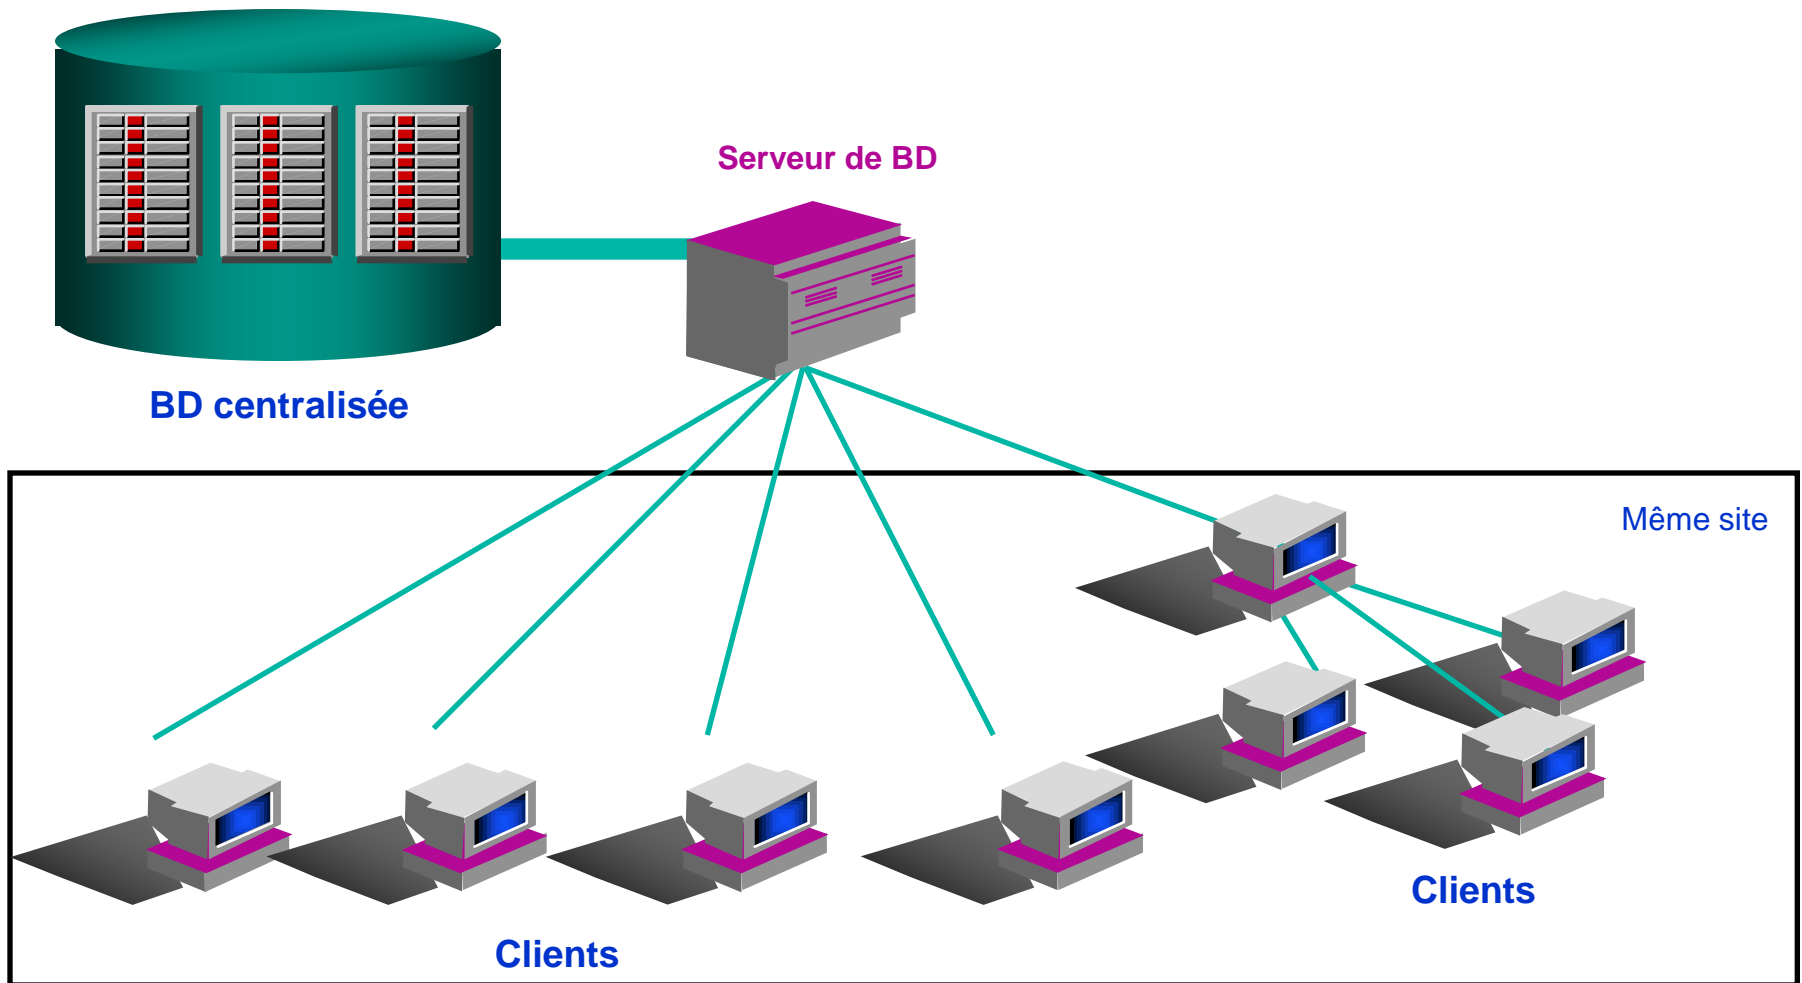 Serveur de BD
BD centralisée
Même site
Clients
Clients